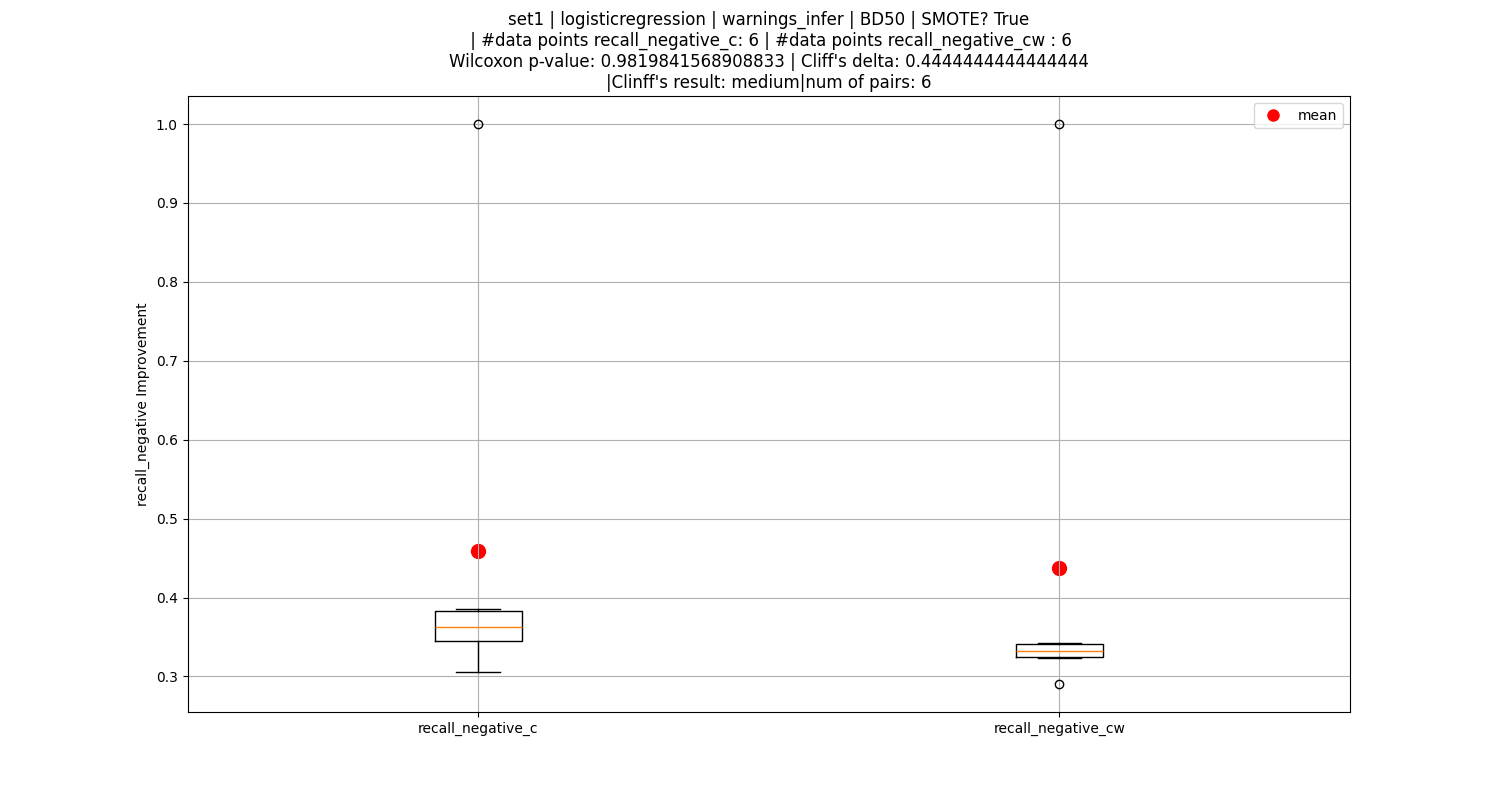 set1 | logisticregression | warnings_infer | BD50 | SMOTE? True
| #data points recall_negative_c: 6 | #data points recall_negative_cw : 6
Wilcoxon p-value: 0.9819841568908833 | Cliff's delta: 0.4444444444444444
|Clinff's result: medium|num of pairs: 6
mean
1.0
0.9
0.8
0.7
0.6
0.5
0.4
0.3
recall_negative Improvement
recall_negative_c
recall_negative_cw